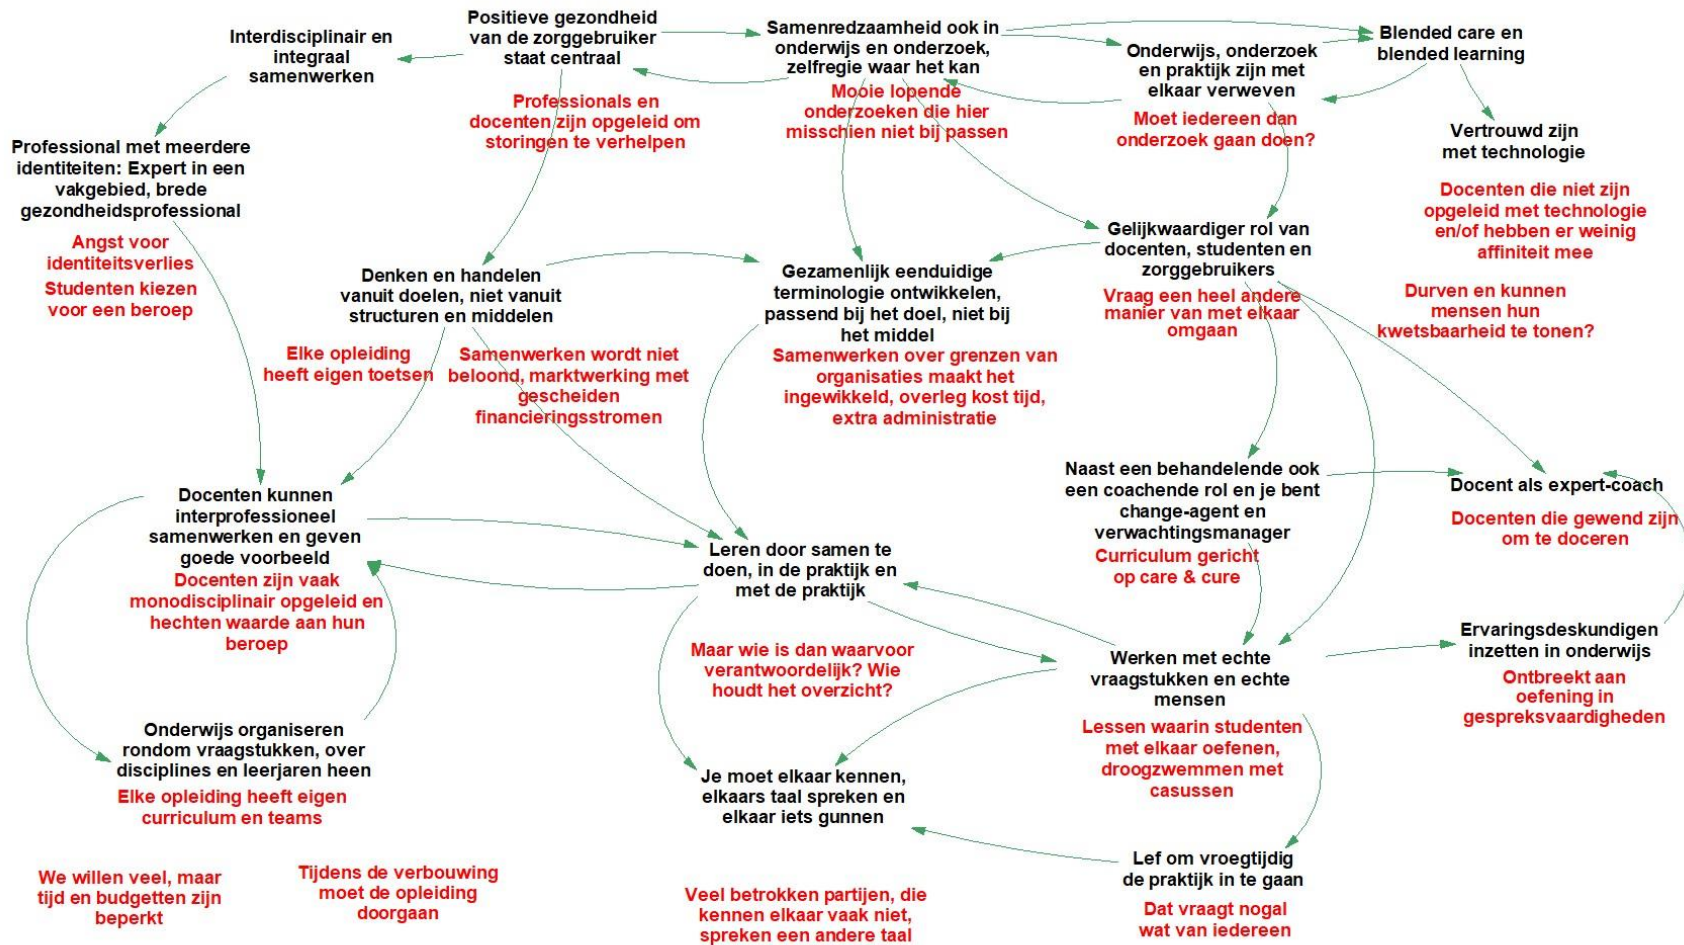 Interdisciplinair en
integraal
samenwerken
Positieve gezondheid
van de zorggebruiker
staat centraal
Samenredzaamheid ook in
onderwijs en onderzoek,
zelfregie waar het kan
Onderwijs, onderzoek
en praktijk zijn met
elkaar verweven
Blended care en
blended learning
Professionals en
docenten zijn opgeleid om
storingen te verhelpen
Mooie lopende
onderzoeken die hier
misschien niet bij passen
Moet iedereen dan
onderzoek gaan doen?
Vertrouwd zijn
met technologie
Professional met meerdere
identiteiten: Expert in een
vakgebied, brede
gezondheidsprofessional
Angst voor
identiteitsverlies
Studenten kiezen
voor een beroep
Docenten die niet zijn
opgeleid met technologie
en/of hebben er weinig
affiniteit mee
Durven en kunnen
mensen hun
kwetsbaarheid te tonen?
Denken en handelen
vanuit doelen, niet vanuit
structuren en middelen
Gezamenlijk eenduidige
terminologie ontwikkelen,
passend bij het doel, niet bij
het middel
Gelijkwaardiger rol van
docenten, studenten en
zorggebruikers
Vraag een heel andere
manier van met elkaar
omgaan
Elke opleiding
heeft eigen toetsen
Samenwerken wordt niet
beloond, marktwerking met
gescheiden
financieringsstromen
Samenwerken over grenzen van
organisaties maakt het
ingewikkeld, overleg kost tijd,
extra administratie
Docenten kunnen
interprofessioneel
samenwerken en geven
goede voorbeeld
Docenten zijn vaak
monodisciplinair opgeleid en
hechten waarde aan hun
beroep
Leren door samen te
doen, in de praktijk en
met de praktijk
Naast een behandelende ook
een coachende rol en je bent
change-agent en
verwachtingsmanager
Curriculum gericht
op care & cure
Docent als expert-coach
Docenten die gewend zijn
om te doceren
Maar wie is dan waarvoor
verantwoordelijk? Wie
houdt het overzicht?
Werken met echte
vraagstukken en echte
mensen
Lessen waarin studenten
met elkaar oefenen,
droogzwemmen met
casussen
Ervaringsdeskundigen
inzetten in onderwijs
Ontbreekt aan
oefening in
gespreksvaardigheden
Onderwijs organiseren
rondom vraagstukken, over
disciplines en leerjaren heen
Elke opleiding heeft eigen
curriculum en teams
Je moet elkaar kennen,
elkaars taal spreken en
elkaar iets gunnen
Lef om vroegtijdig
de praktijk in te gaan
Dat vraagt nogal
wat van iedereen
We willen veel, maar
tijd en budgetten zijn
beperkt
Tijdens de verbouwing
moet de opleiding
doorgaan
Veel betrokken partijen, die
kennen elkaar vaak niet,
spreken een andere taal